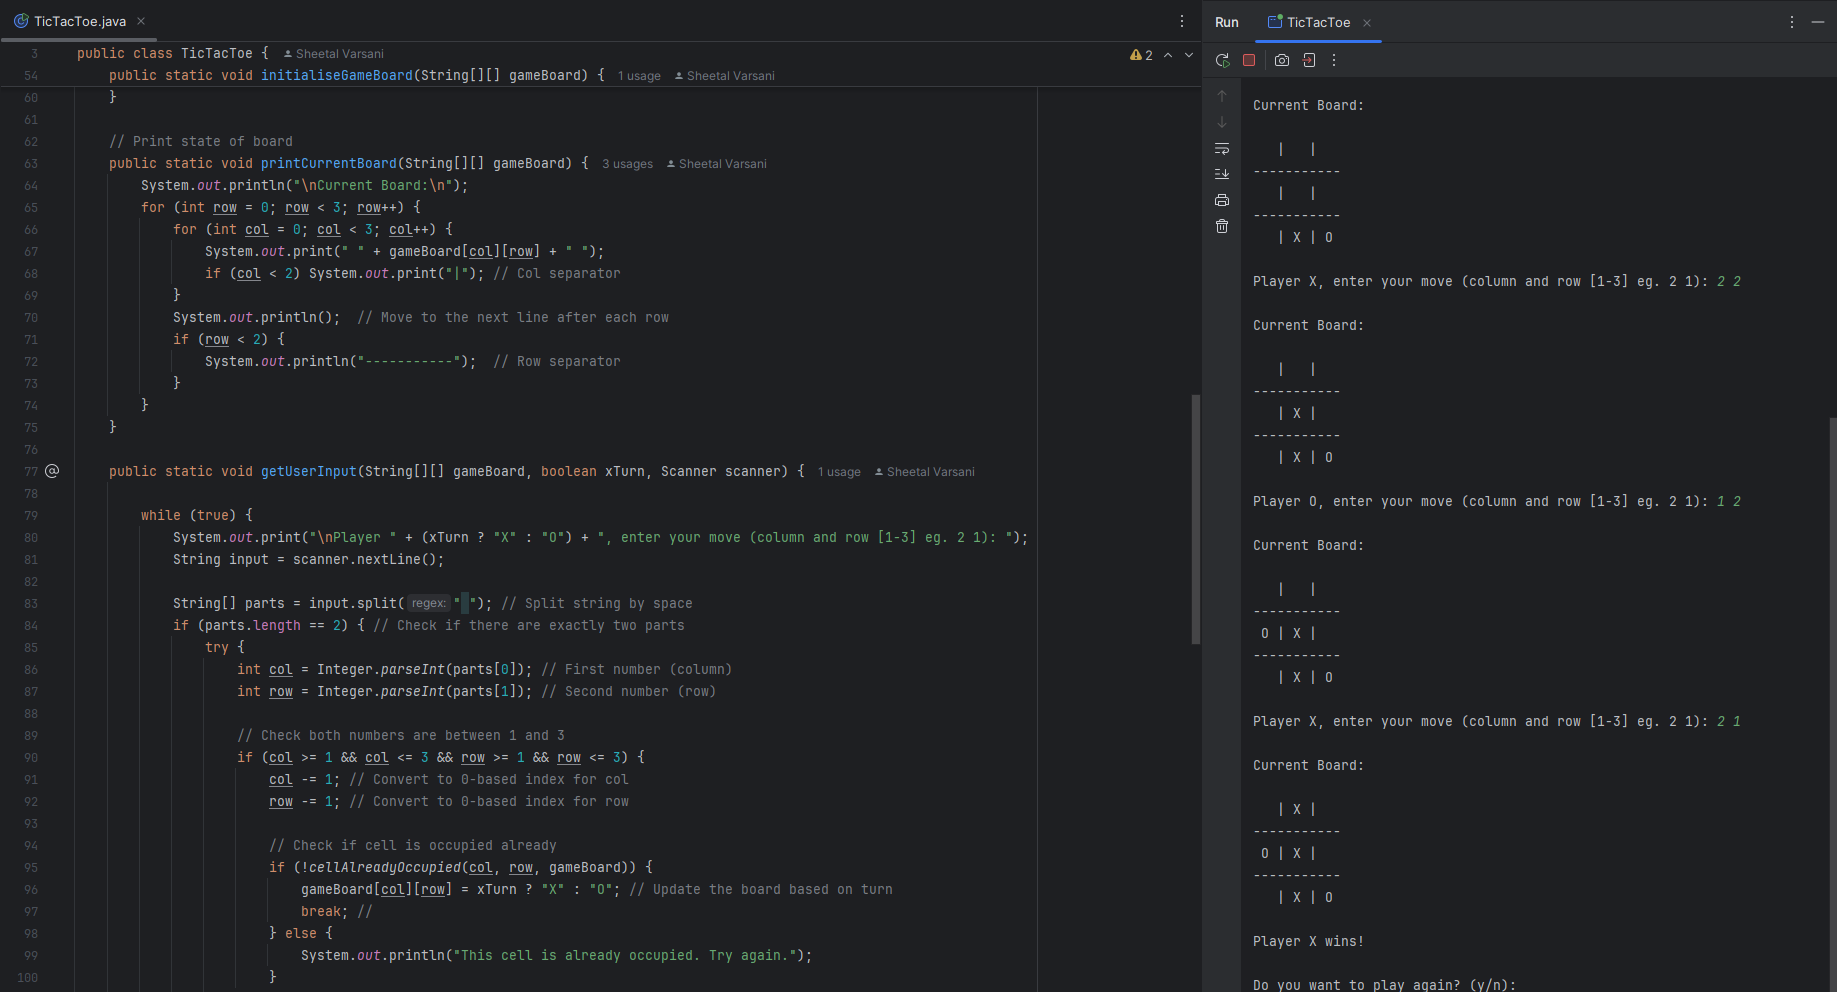 TicTacToe.java
3 public class TicTacToe { Sheetal Varsani
2
54 public static void initialiseGameBoard(String[][] gameBoard) { 1 usage Sheetal Varsani
60 }
61
62 // Print state of board
63 public static void printCurrentBoard(String[][] gameBoard) { 3 usages Sheetal Varsani
64 System.out.println("\nCurrent Board:\n");
65 for (int row = 0; row < 3; row++) {
66 for (int col = 0; col < 3; col++) {
67 System.out.print(" " + gameBoard[col][row] + " ");
68 if (col < 2) System.out.print("|"); // Col separator
69 }
70 System.out.println();  // Move to the next line after each row
71 if (row < 2) {
72 System.out.println("-----------");  // Row separator
73 }
74 }
75 }
76
77 @ public static void getUserInput(String[][] gameBoard, boolean xTurn, Scanner scanner) { 1 usage Sheetal Varsani
78
79 while (true) {
80 System.out.print("\nPlayer " + (xTurn ? "X" : "O") + ", enter your move (column and row [1-3] eg. 2 1): ");
81 String input = scanner.nextLine();
82
83 String[] parts = input.split( regex: " "); // Split string by space
84 if (parts.length == 2) { // Check if there are exactly two parts
85 try {
86 int col = Integer.parseInt(parts[0]); // First number (column)
87 int row = Integer.parseInt(parts[1]); // Second number (row)
88
89 // Check both numbers are between 1 and 3
90 if (col >= 1 && col <= 3 && row >= 1 && row <= 3) {
91 col -= 1; // Convert to 0-based index for col
92 row -= 1; // Convert to 0-based index for row
93
94 // Check if cell is occupied already
95 if (!cellAlreadyOccupied(col, row, gameBoard)) {
96 gameBoard[col][row] = xTurn ? "X" : "O"; // Update the board based on turn
97 break; //
98 } else {
99 System.out.println("This cell is already occupied. Try again.");
100 }
Run TicTacToe
Current Board:
|   |
-----------
|   |
-----------
| X | O
Player X, enter your move (column and row [1-3] eg. 2 1): 2 2
Current Board:
|   |
-----------
| X |
-----------
| X | O
Player O, enter your move (column and row [1-3] eg. 2 1): 1 2
Current Board:
|   |
-----------
O | X |
-----------
| X | O
Player X, enter your move (column and row [1-3] eg. 2 1): 2 1
Current Board:
| X |
-----------
O | X |
-----------
| X | O
Player X wins!
Do you want to play again? (y/n):